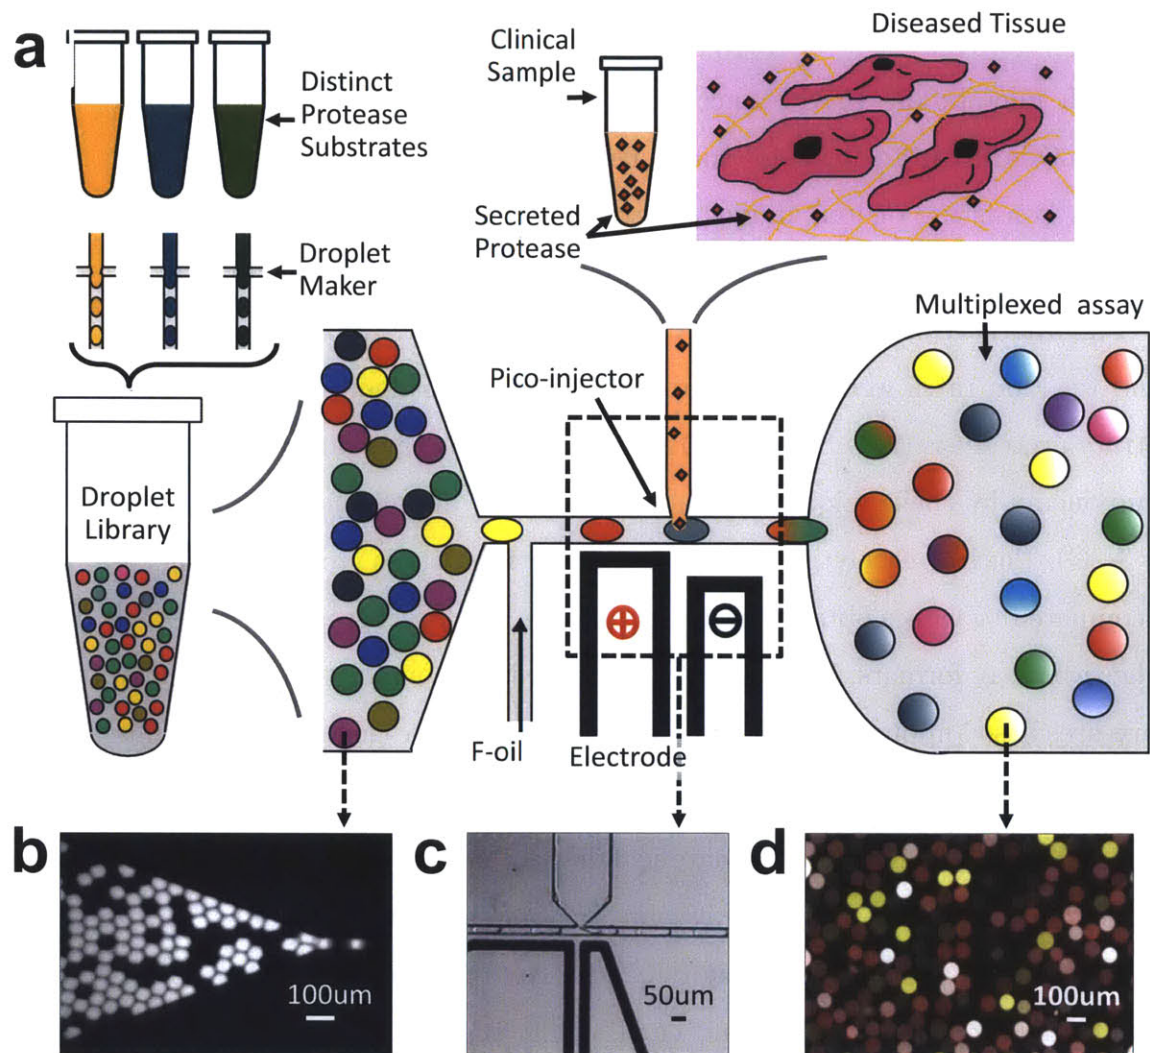 a
Distinct
Protease
Substrates
Clinical
Sample
Diseased Tissue
Secreted
Protease
Droplet
Maker
Multiplexed assay
Pico-injector
Droplet
Library
F-oil
Electrode
b
100um
c
50um
d
100um